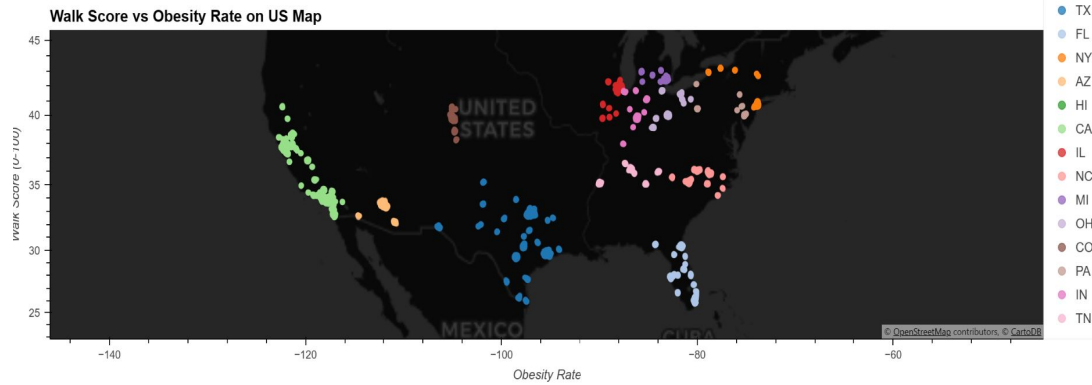 Walk Score vs Obesity Rate on US Map
45
40
35
30
25
Walk Score (0-100)
UNITED
STATES
MEXICO
CUBA
© OpenStreetMap contributors, © CartoDB
−140
−120
−100
−80
−60
Obesity Rate
TX
FL
NY
AZ
HI
CA
IL
NC
MI
OH
CO
PA
IN
TN